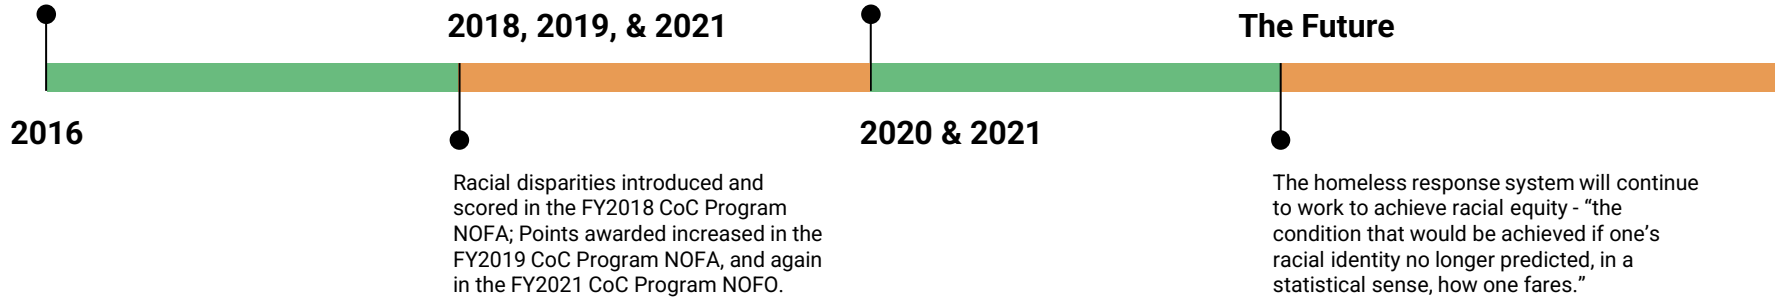 2018, 2019, & 2021
The Future
2016
2020 & 2021
Racial disparities introduced and
scored in the FY2018 CoC Program
NOFA; Points awarded increased in the
FY2019 CoC Program NOFA, and again
in the FY2021 CoC Program NOFO.
The homeless response system will continue
to work to achieve racial equity - “the
condition that would be achieved if one’s
racial identity no longer predicted, in a
statistical sense, how one fares.”